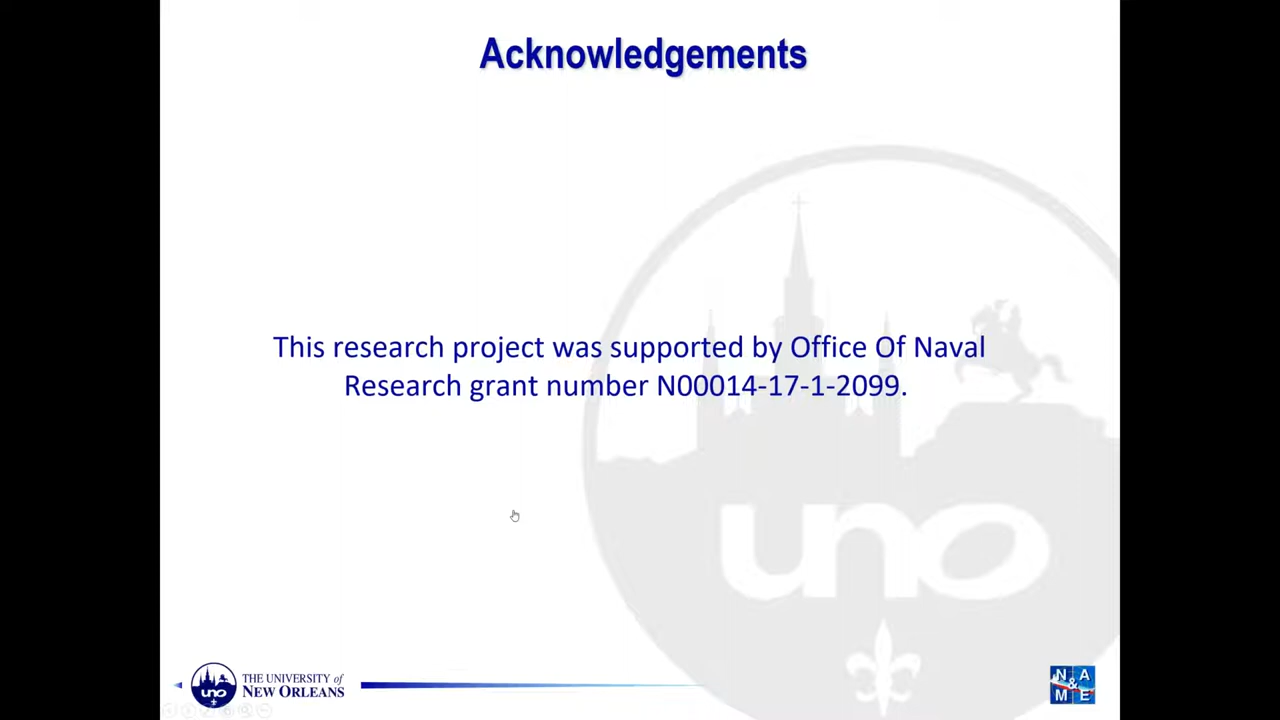 Acknowledgements
This research project was supported by Office Of Naval
Research grant number N00014-17-1-2099.
uno
uno
THE UNIVERSITY of
NEW ORLEANS
N A
&
M E